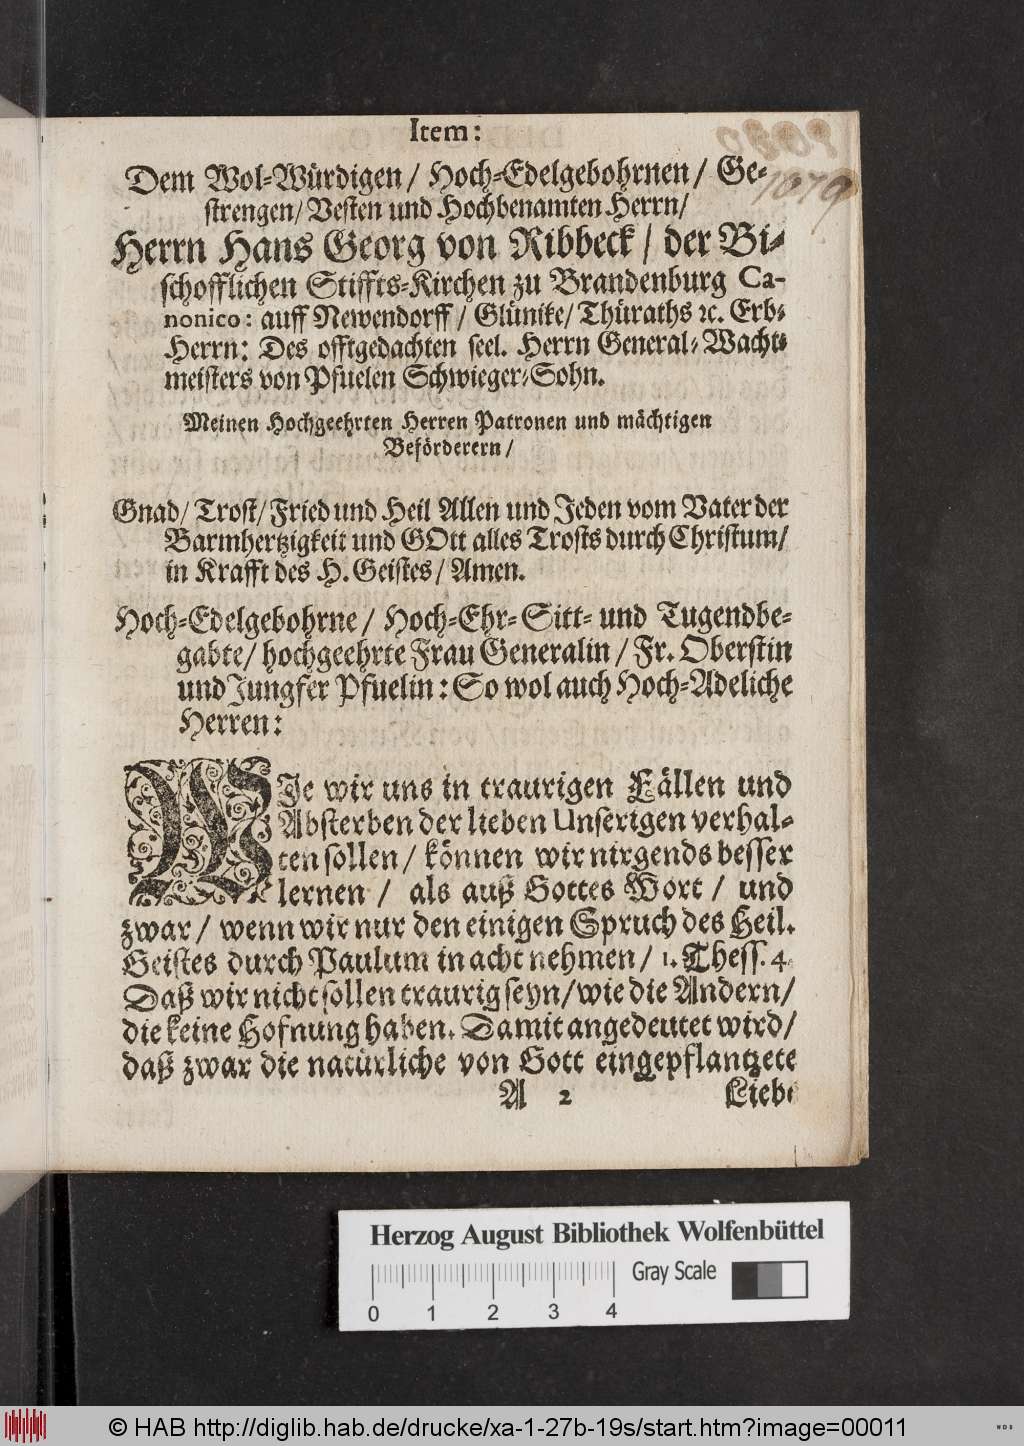 Item:
1079
Dem Wol-Würdigen / Hoch-Edelgebohrnen / Ge-
strengen / Vesten und Hochbenamten Herrn /
Herrn Hans Georg von Ribbeck / der Bi-
schofflichen Stiffts-Kirchen zu Brandenburg Ca-
nonico: auff Newendorff / Glünike / Thüraths ꝛc. Erb-
Herrn: Des offtgedachten seel. Herrn General-Wacht-
meisters von Pfuelen Schwieger-Sohn.
Meinen Hochgeehrten Herren Patronen und mächtigen
Beförderern /
Gnad / Trost / Fried und Heil Allen und Jeden vom Vater der
Barmhertzigkeit und GOtt alles Trosts durch Christum /
in Krafft des H. Geistes / Amen.
Hoch-Edelgebohrne / Hoch-Ehr- Sitt- und Tugendbe-
gabte / hochgeehrte Frau Generalin / Fr. Oberstin
und Jungfer Pfuelin: So wol auch Hoch-Adeliche
Herren:
WIe wir uns in traurigen Fällen und
Absterben der lieben Unserigen verhal-
ten sollen / können wir nirgends besser
lernen / als auß Gottes Wort / und
zwar / wenn wir nur den einigen Spruch des Heil.
Geistes durch Paulum in acht nehmen / 1. Thess. 4.
Daß wir nicht sollen traurig seyn / wie die Andern /
die keine Hofnung haben. Damit angedeutet wird /
daß zwar die natürliche von Gott eingepflantzete
A 2 Liebe
Herzog August Bibliothek Wolfenbüttel
Gray Scale
0 1 2 3 4
© HAB http://diglib.hab.de/drucke/xa-1-27b-19s/start.htm?image=00011